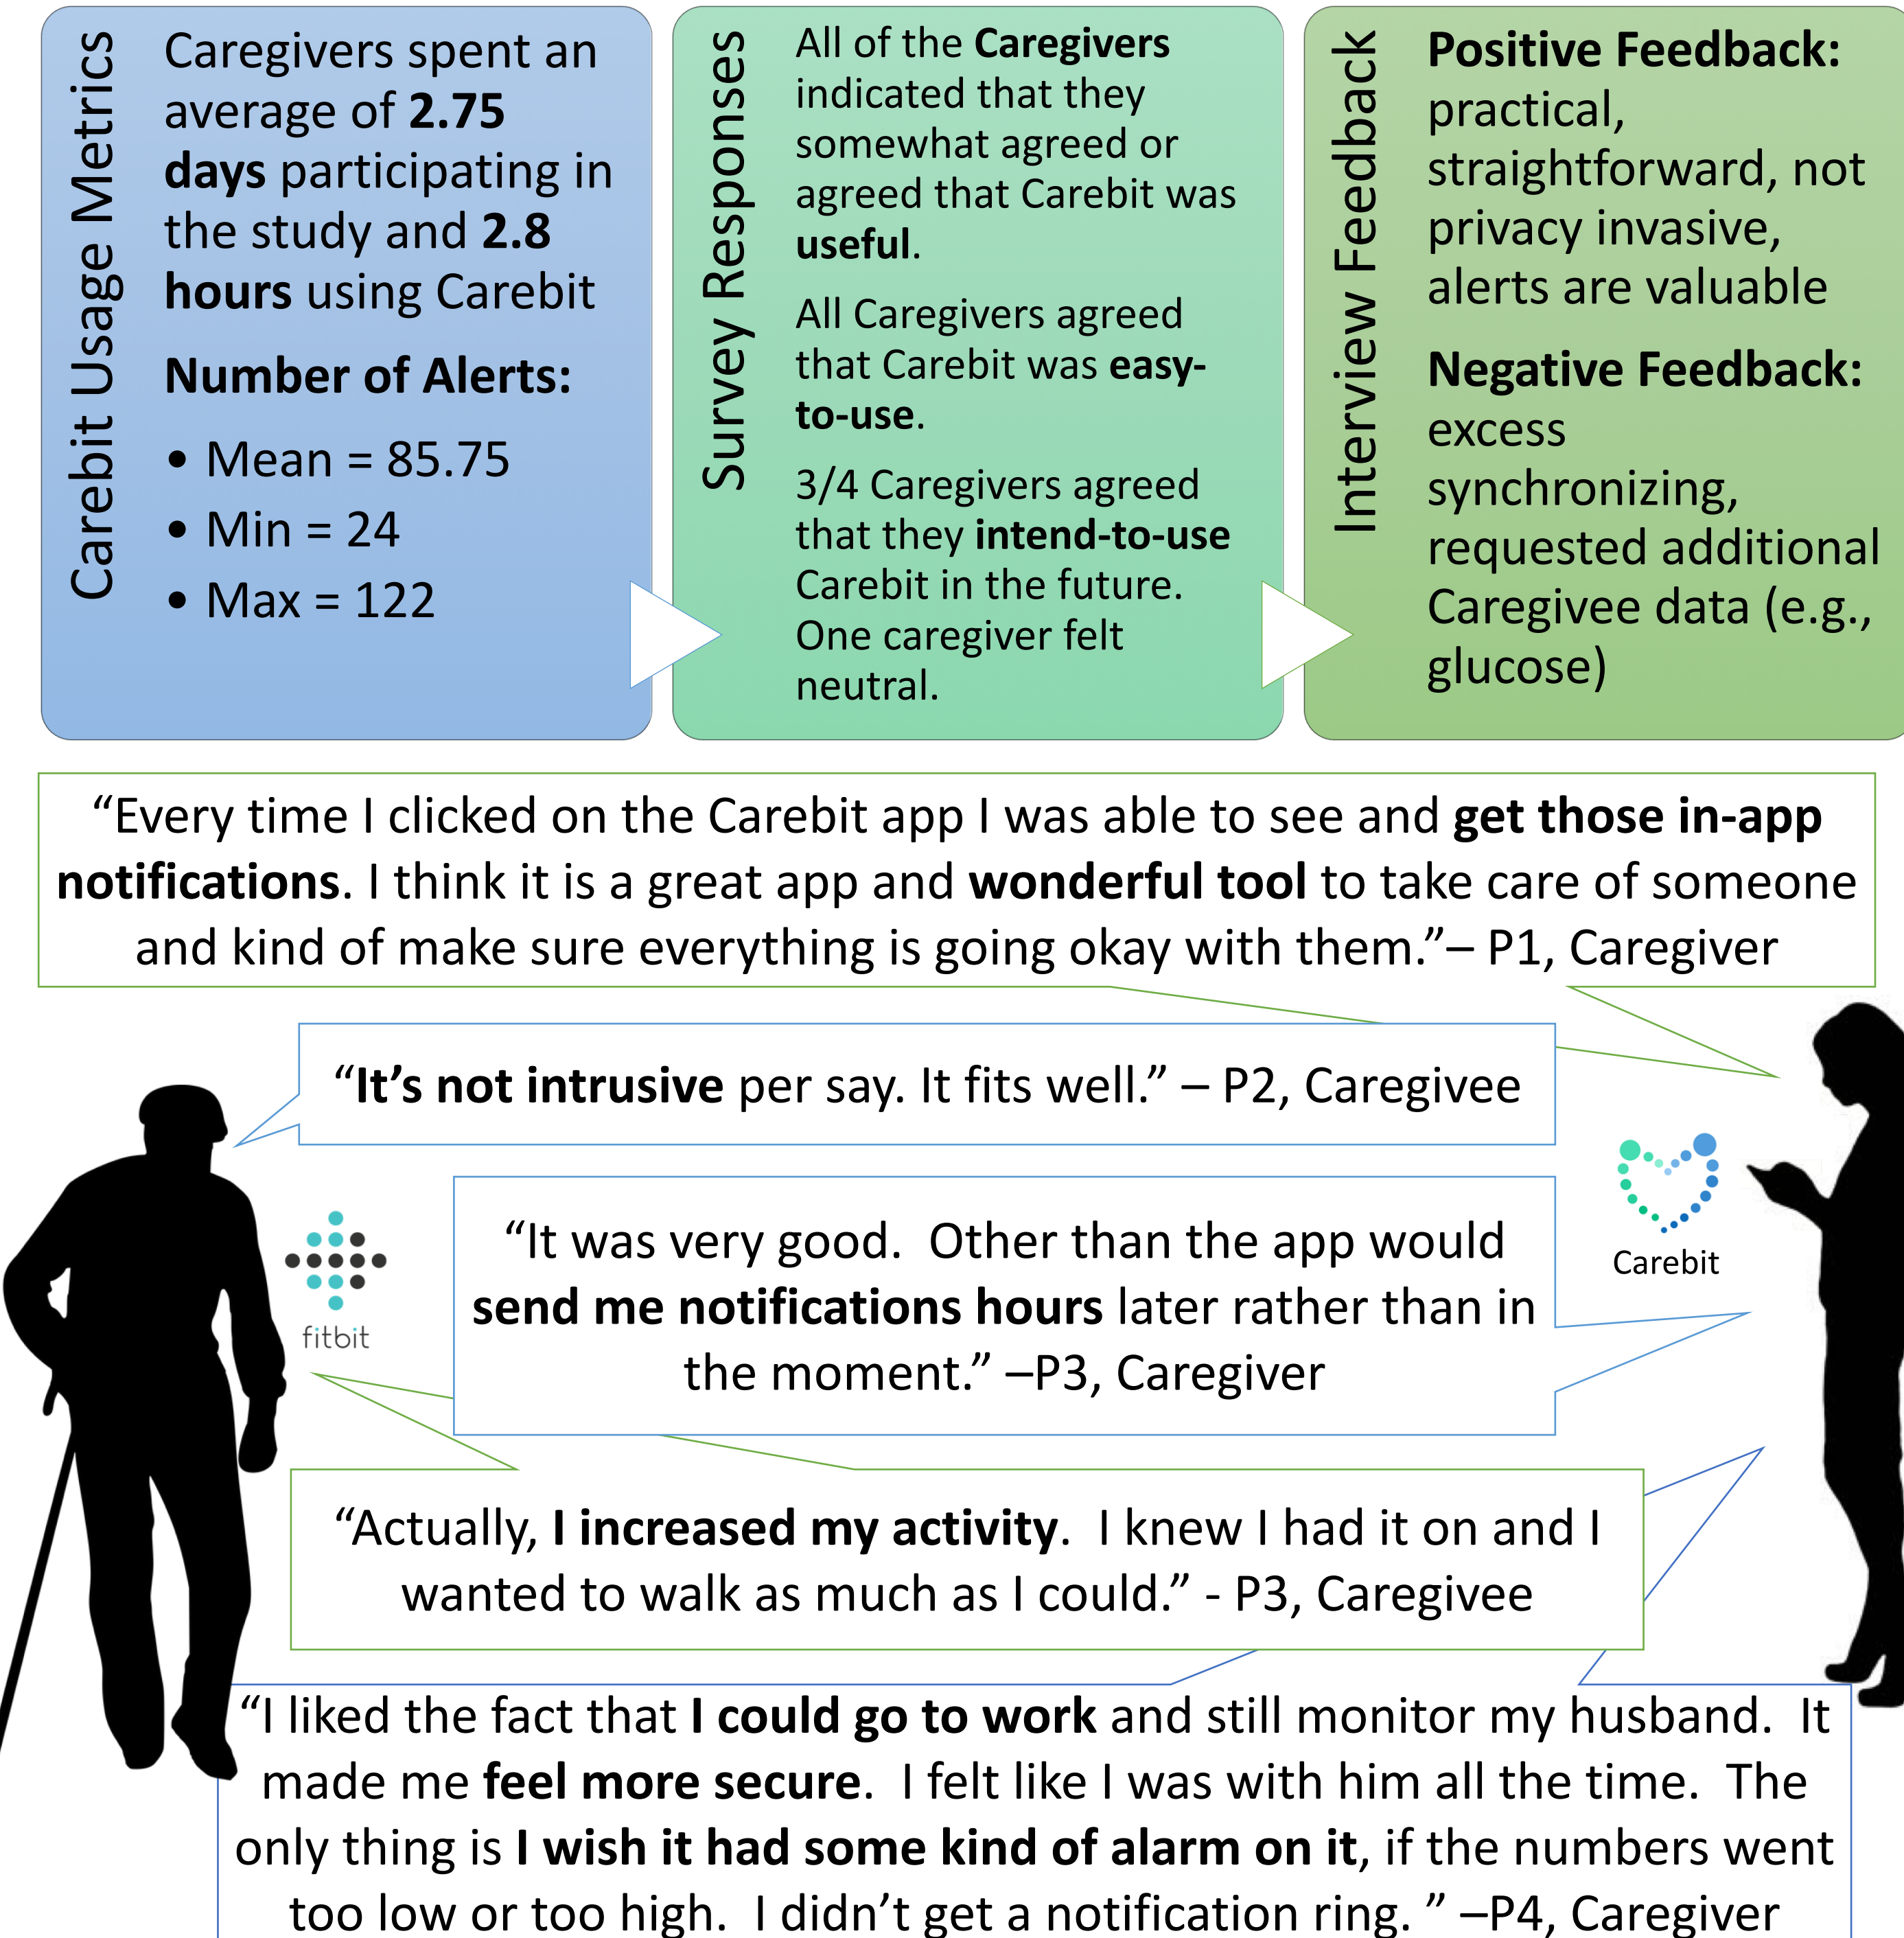 Carebit Usage Metrics
Caregivers spent an
average of 2.75
days participating in
the study and 2.8
hours using Carebit
Number of Alerts:
• Mean = 85.75
• Min = 24
• Max = 122
Survey Responses
All of the Caregivers
indicated that they
somewhat agreed or
agreed that Carebit was
useful.
All Caregivers agreed
that Carebit was easy-
to-use.
3/4 Caregivers agreed
that they intend-to-use
Carebit in the future.
One caregiver felt
neutral.
Interview Feedback
Positive Feedback:
practical,
straightforward, not
privacy invasive,
alerts are valuable
Negative Feedback:
excess
synchronizing,
requested additional
Caregivee data (e.g.,
glucose)
“Every time I clicked on the Carebit app I was able to see and get those in-app
notifications. I think it is a great app and wonderful tool to take care of someone
and kind of make sure everything is going okay with them.”– P1, Caregiver
“It’s not intrusive per say. It fits well.” – P2, Caregivee
Carebit
fitbit
“It was very good.  Other than the app would
send me notifications hours later rather than in
the moment.” –P3, Caregiver
“Actually, I increased my activity.  I knew I had it on and I
wanted to walk as much as I could.” - P3, Caregivee
“I liked the fact that I could go to work and still monitor my husband.  It
made me feel more secure.  I felt like I was with him all the time.  The
only thing is I wish it had some kind of alarm on it, if the numbers went
too low or too high.  I didn’t get a notification ring. ” –P4, Caregiver